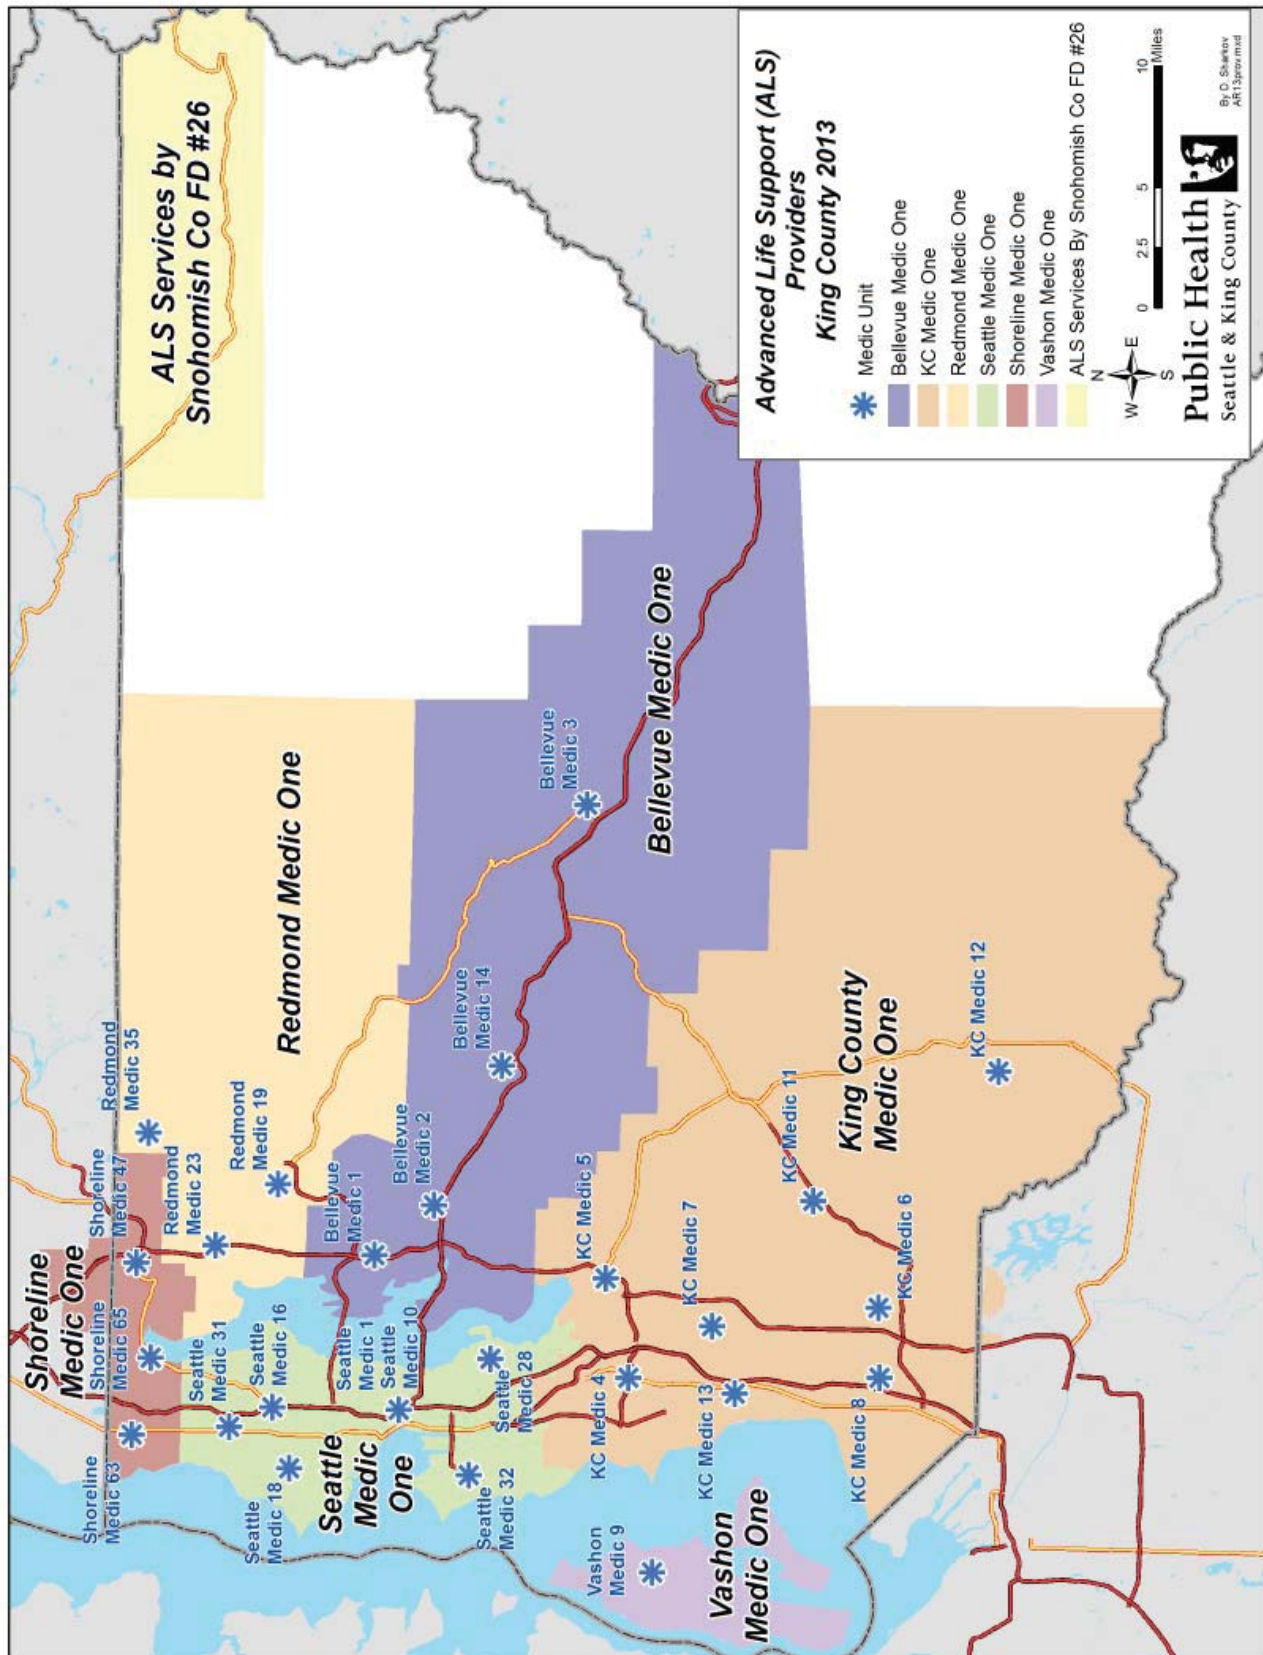 ALS Services by
Snohomish Co FD #26
Shoreline
Medic One
Redmond Medic One
Bellevue Medic One
Seattle
Medic
One
King County
Medic One
Vashon
Medic One
Shoreline
Medic 63
Shoreline
Medic 65
Shoreline
Medic 47
Redmond
Medic 35
Redmond
Medic 23
Redmond
Medic 19
Seattle
Medic 31
Seattle
Medic 16
Seattle
Medic 18
Seattle
Medic 1
Seattle
Medic 10
Seattle
Medic 28
Seattle
Medic 32
Bellevue
Medic 1
Bellevue
Medic 2
Bellevue
Medic 14
Bellevue
Medic 3
KC Medic 4
KC Medic 5
KC Medic 7
KC Medic 13
KC Medic 8
KC Medic 6
KC Medic 11
KC Medic 12
Vashon
Medic 9
Advanced Life Support (ALS)
Providers
King County 2013
Medic Unit
Bellevue Medic One
KC Medic One
Redmond Medic One
Seattle Medic One
Shoreline Medic One
Vashon Medic One
ALS Services By Snohomish Co FD #26
N
W E
S
0 2.5 5 10
Miles
Public Health
Seattle & King County
By D. Sharkov
AR13prov.mxd